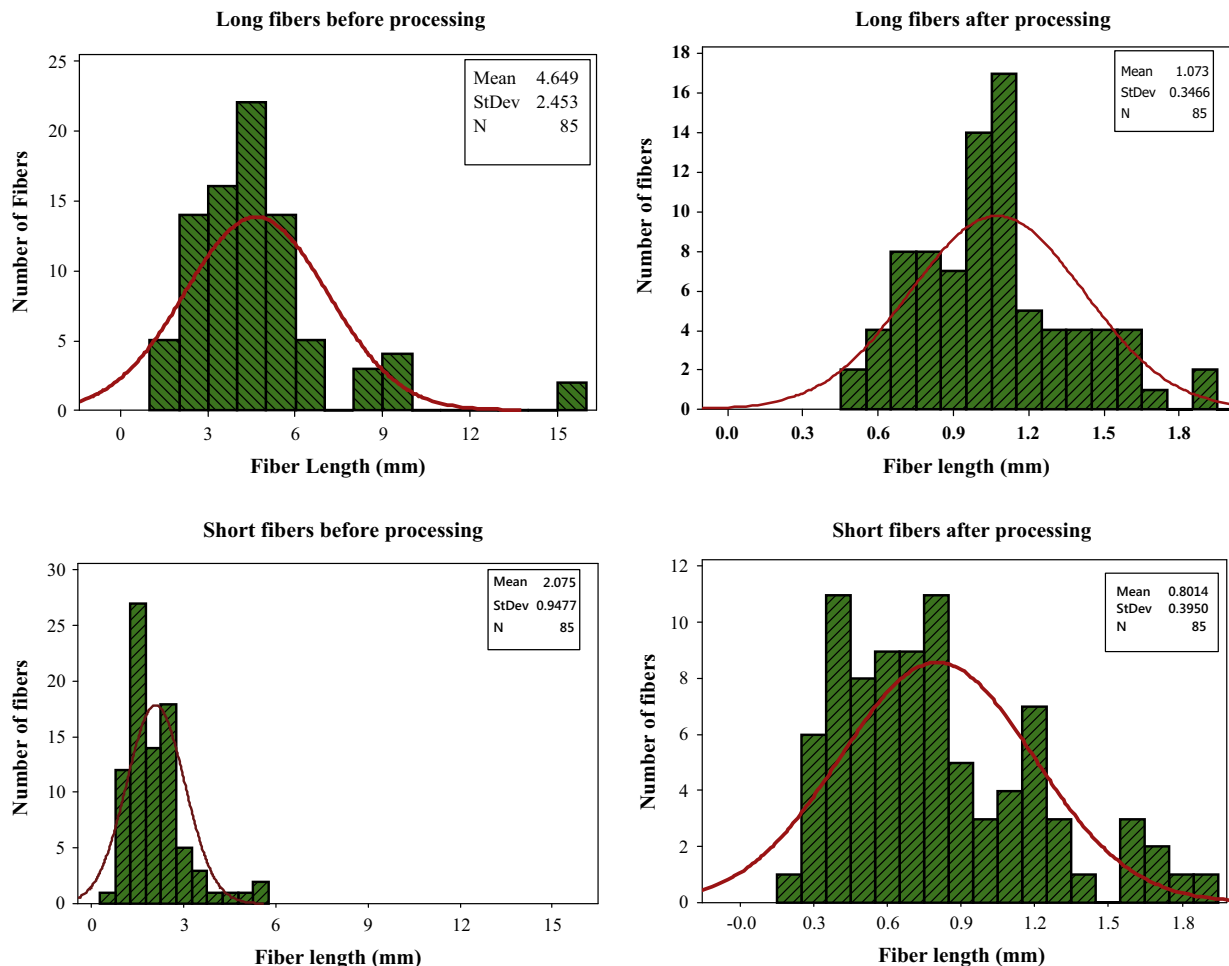 Long fibers before processing
25
20
15
10
5
0
Number of Fibers
Mean 4.649
StDev 2.453
N 85
0 3 6 9 12 15
Fiber Length (mm)
Long fibers after processing
18
16
14
12
10
8
6
4
2
0
Number of fibers
Mean 1.073
StDev 0.3466
N 85
0.0 0.3 0.6 0.9 1.2 1.5 1.8
Fiber length (mm)
Short fibers before processing
30
25
20
15
10
5
0
Number of fibers
Mean 2.075
StDev 0.9477
N 85
0 3 6 9 12 15
Fiber length (mm)
Short fibers after processing
12
10
8
6
4
2
0
Number of fibers
Mean 0.8014
StDev 0.3950
N 85
-0.0 0.3 0.6 0.9 1.2 1.5 1.8
Fiber length (mm)